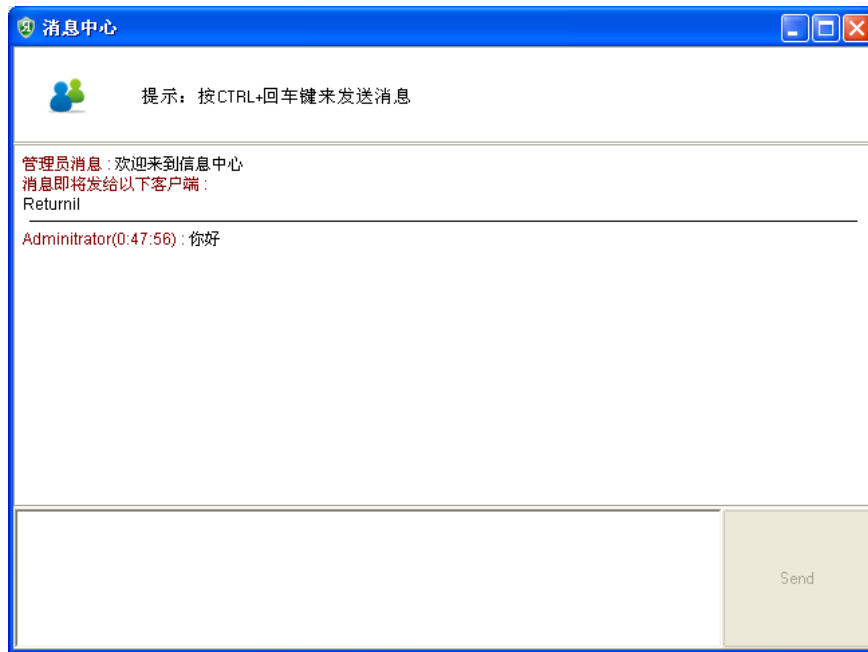 消息中心
提示：按CTRL+回车键来发送消息
管理员消息 : 欢迎来到信息中心
消息即将发给以下客户端 :
Returnil
Adminitrator(0:47:56) : 你好
Send